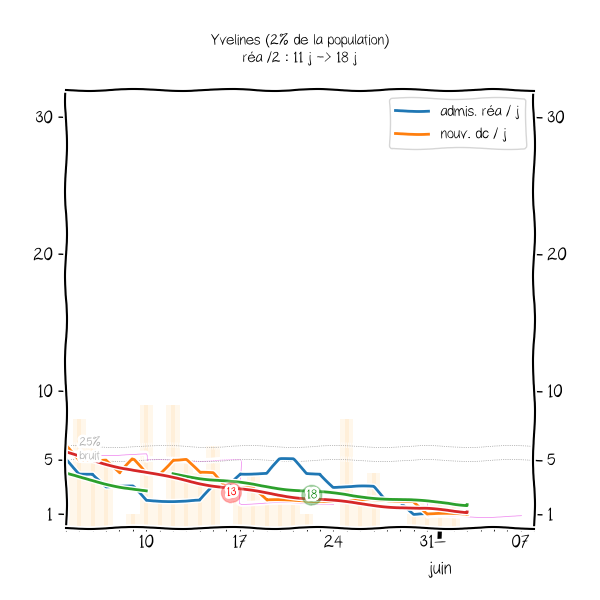 Yvelines (2% de la population)
réa /2 : 11 j -> 18 j
admis. réa / j
nouv. dc / j
30 30
20 20
10 10
25%
bruit
5 5
13 18
1 1
10 17 24 31 07
juin